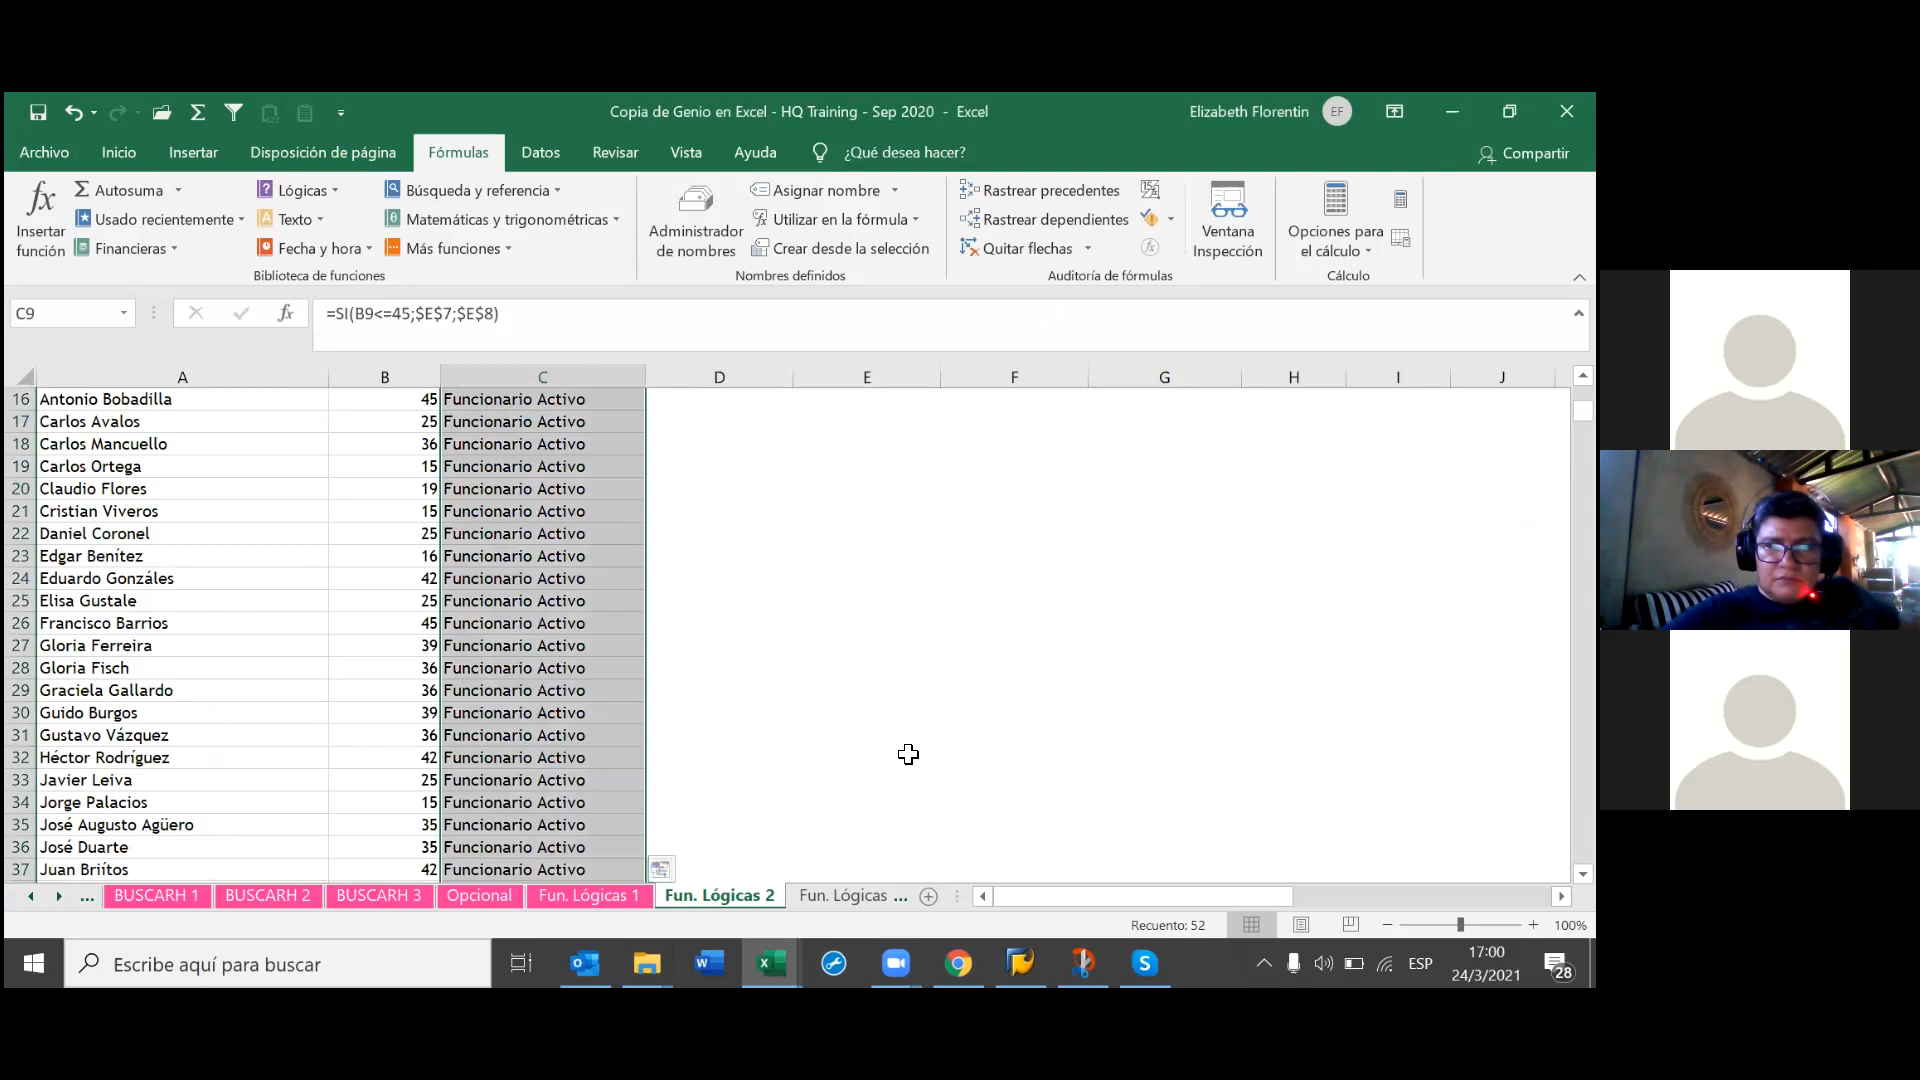 Copia de Genio en Excel - HQ Training - Sep 2020 - Excel
Elizabeth Florentin
EF
Archivo Inicio Insertar Disposición de página Fórmulas Datos Revisar Vista Ayuda ¿Qué desea hacer? Compartir
fx Insertar función
Σ Autosuma
Usado recientemente
Financieras
Lógicas
Texto
Fecha y hora
Búsqueda y referencia
Matemáticas y trigonométricas
Más funciones
Biblioteca de funciones
Administrador de nombres
Asignar nombre
Utilizar en la fórmula
Crear desde la selección
Nombres definidos
Rastrear precedentes
Rastrear dependientes
Quitar flechas
Auditoría de fórmulas
Ventana Inspección
Opciones para el cálculo
Cálculo
C9 fx =SI(B9<=45;$E$7;$E$8)
A B C D E F G H I J
16 Antonio Bobadilla 45 Funcionario Activo
17 Carlos Avalos 25 Funcionario Activo
18 Carlos Mancuello 36 Funcionario Activo
19 Carlos Ortega 15 Funcionario Activo
20 Claudio Flores 19 Funcionario Activo
21 Cristian Viveros 15 Funcionario Activo
22 Daniel Coronel 25 Funcionario Activo
23 Edgar Benítez 16 Funcionario Activo
24 Eduardo Gonzáles 42 Funcionario Activo
25 Elisa Gustale 25 Funcionario Activo
26 Francisco Barrios 45 Funcionario Activo
27 Gloria Ferreira 39 Funcionario Activo
28 Gloria Fisch 36 Funcionario Activo
29 Graciela Gallardo 36 Funcionario Activo
30 Guido Burgos 39 Funcionario Activo
31 Gustavo Vázquez 36 Funcionario Activo
32 Héctor Rodríguez 42 Funcionario Activo
33 Javier Leiva 25 Funcionario Activo
34 Jorge Palacios 15 Funcionario Activo
35 José Augusto Agüero 35 Funcionario Activo
36 José Duarte 35 Funcionario Activo
37 Juan Briítos 42 Funcionario Activo
... BUSCARH 1 BUSCARH 2 BUSCARH 3 Opcional Fun. Lógicas 1 Fun. Lógicas 2 Fun. Lógicas ...
Recuento: 52 100%
Escribe aquí para buscar
ESP
17:00
24/3/2021
28